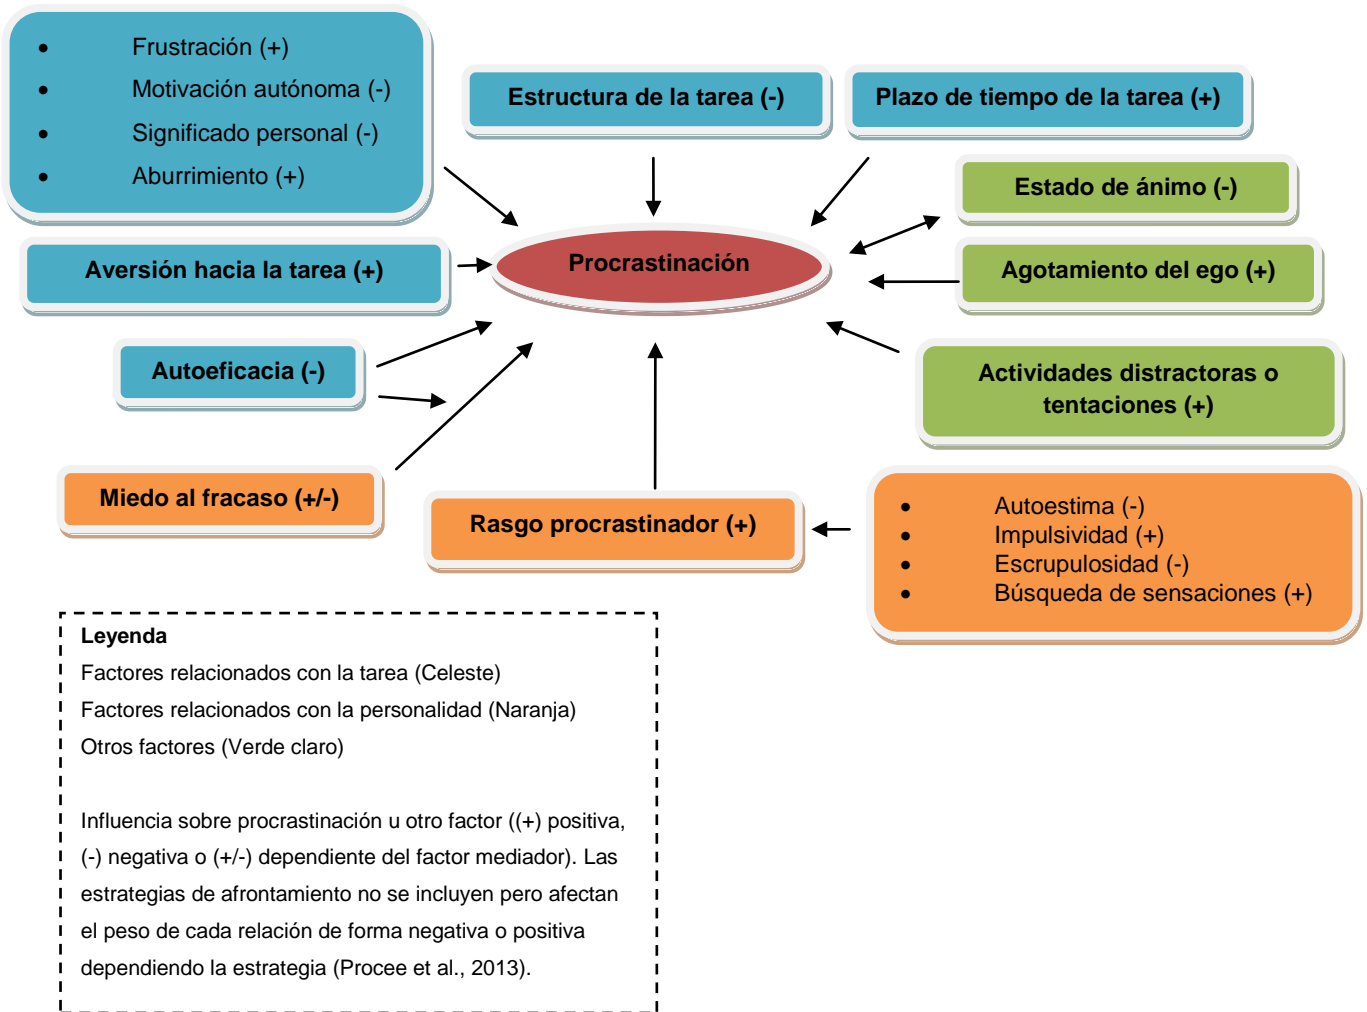 • Frustración (+)
• Motivación autónoma (-)
• Significado personal (-)
• Aburrimiento (+)
Estructura de la tarea (-)
Plazo de tiempo de la tarea (+)
Estado de ánimo (-)
Aversión hacia la tarea (+)
Procrastinación
Agotamiento del ego (+)
Autoeficacia (-)
Actividades distractoras o
tentaciones (+)
Miedo al fracaso (+/-)
Rasgo procrastinador (+)
• Autoestima (-)
• Impulsividad (+)
• Escrupulosidad (-)
• Búsqueda de sensaciones (+)
Leyenda
Factores relacionados con la tarea (Celeste)
Factores relacionados con la personalidad (Naranja)
Otros factores (Verde claro)
Influencia sobre procrastinación u otro factor ((+) positiva,
(-) negativa o (+/-) dependiente del factor mediador). Las
estrategias de afrontamiento no se incluyen pero afectan
el peso de cada relación de forma negativa o positiva
dependiendo la estrategia (Procee et al., 2013).